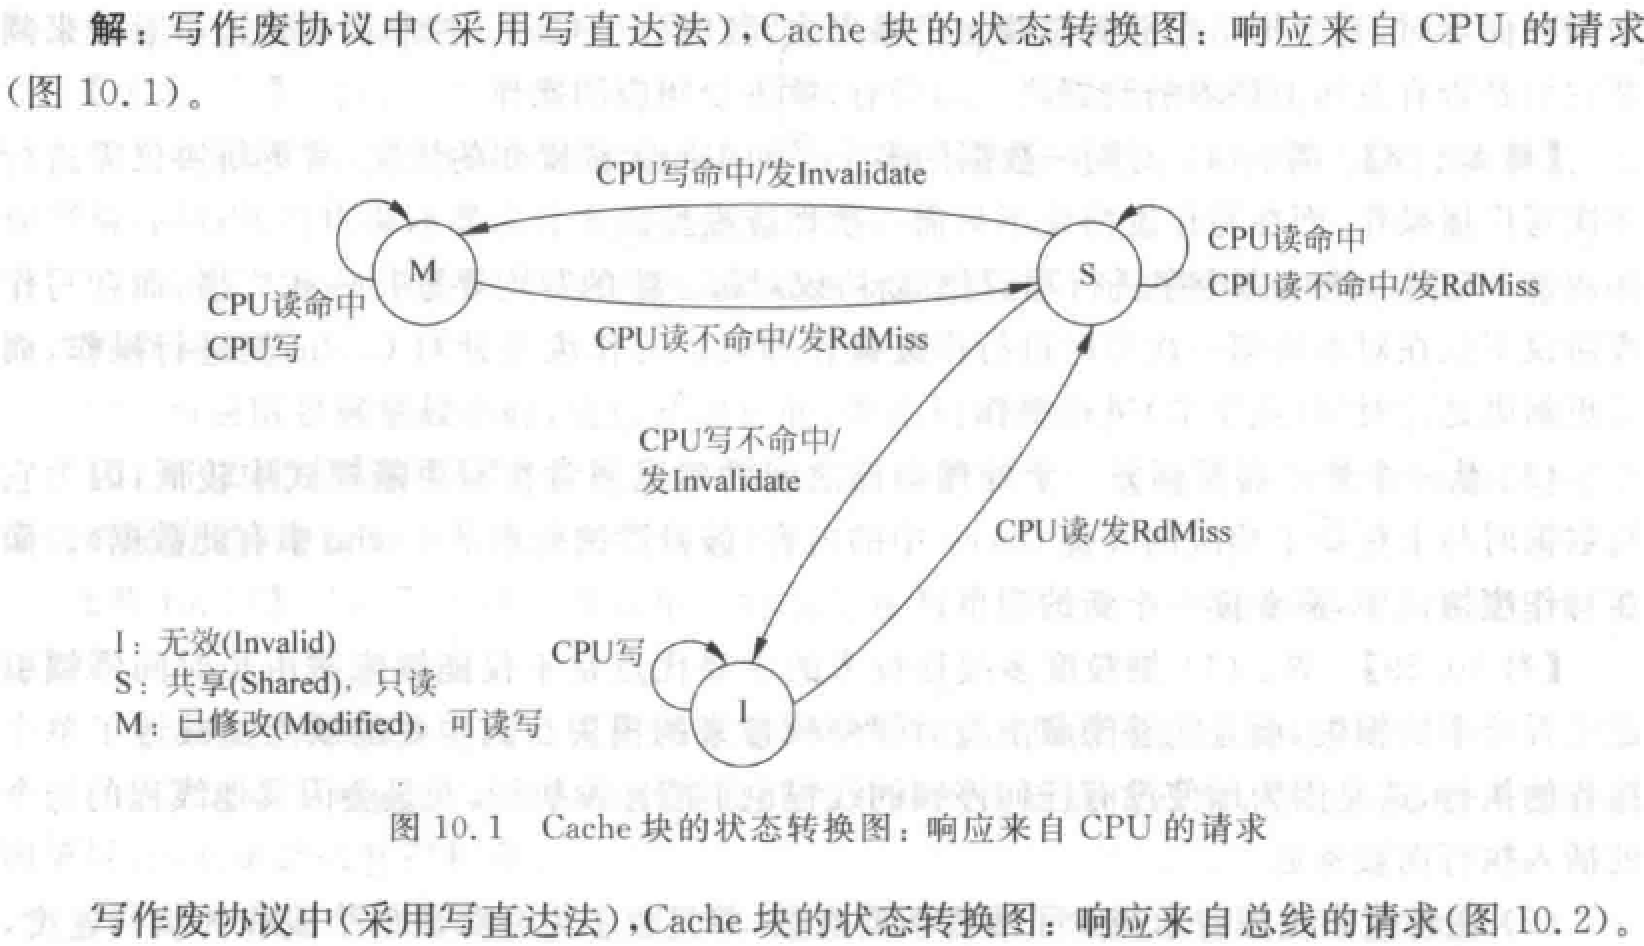 解：写作废协议中(采用写直达法),Cache 块的状态转换图：响应来自 CPU 的请求
(图 10.1)。
CPU写命中/发Invalidate
M
S
CPU读命中
CPU读不命中/发RdMiss
CPU读命中
CPU写
CPU读不命中/发RdMiss
CPU写不命中/
发Invalidate
CPU读/发RdMiss
I：无效(Invalid)
S：共享(Shared)，只读
M：已修改(Modified)，可读写
CPU写
I
图 10.1　Cache 块的状态转换图：响应来自 CPU 的请求
写作废协议中(采用写直达法),Cache 块的状态转换图：响应来自总线的请求(图 10.2)。